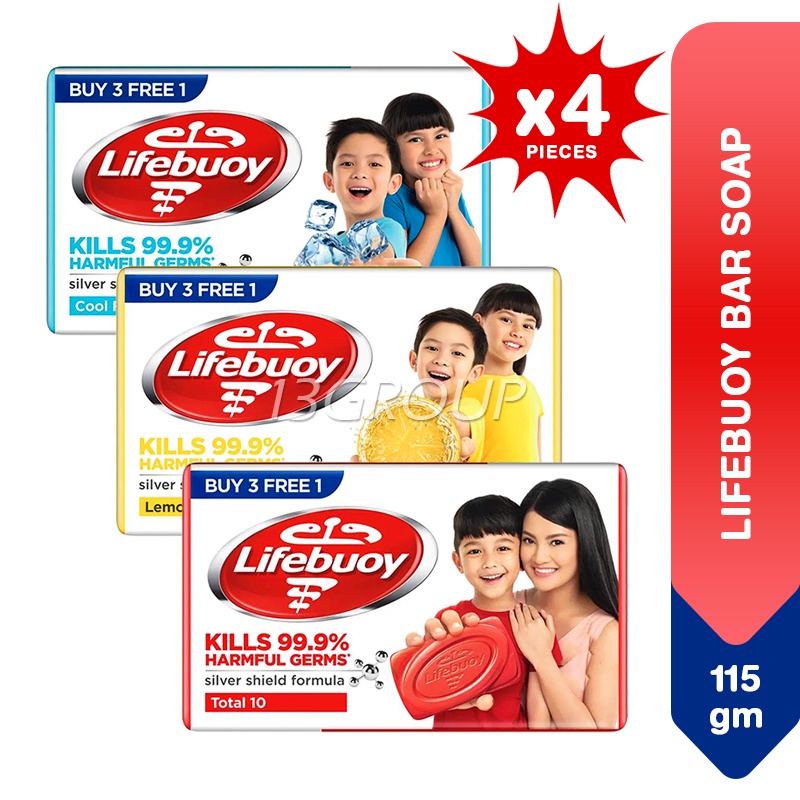 BUY 3 FREE 1
Lifebuoy
KILLS 99.9%
HARMFUL GERMS*
silver
Cool
x4
PIECES
BUY 3 FREE 1
Lifebuoy
13GROUP
KILLS 99.9%
HARMFUL GERMS*
silver
BUY 3 FREE 1
Lifebuoy
KILLS 99.9%
HARMFUL GERMS*
silver shield formula
Total 10
Lifebuoy
LIFEBUOY BAR SOAP
115
gm